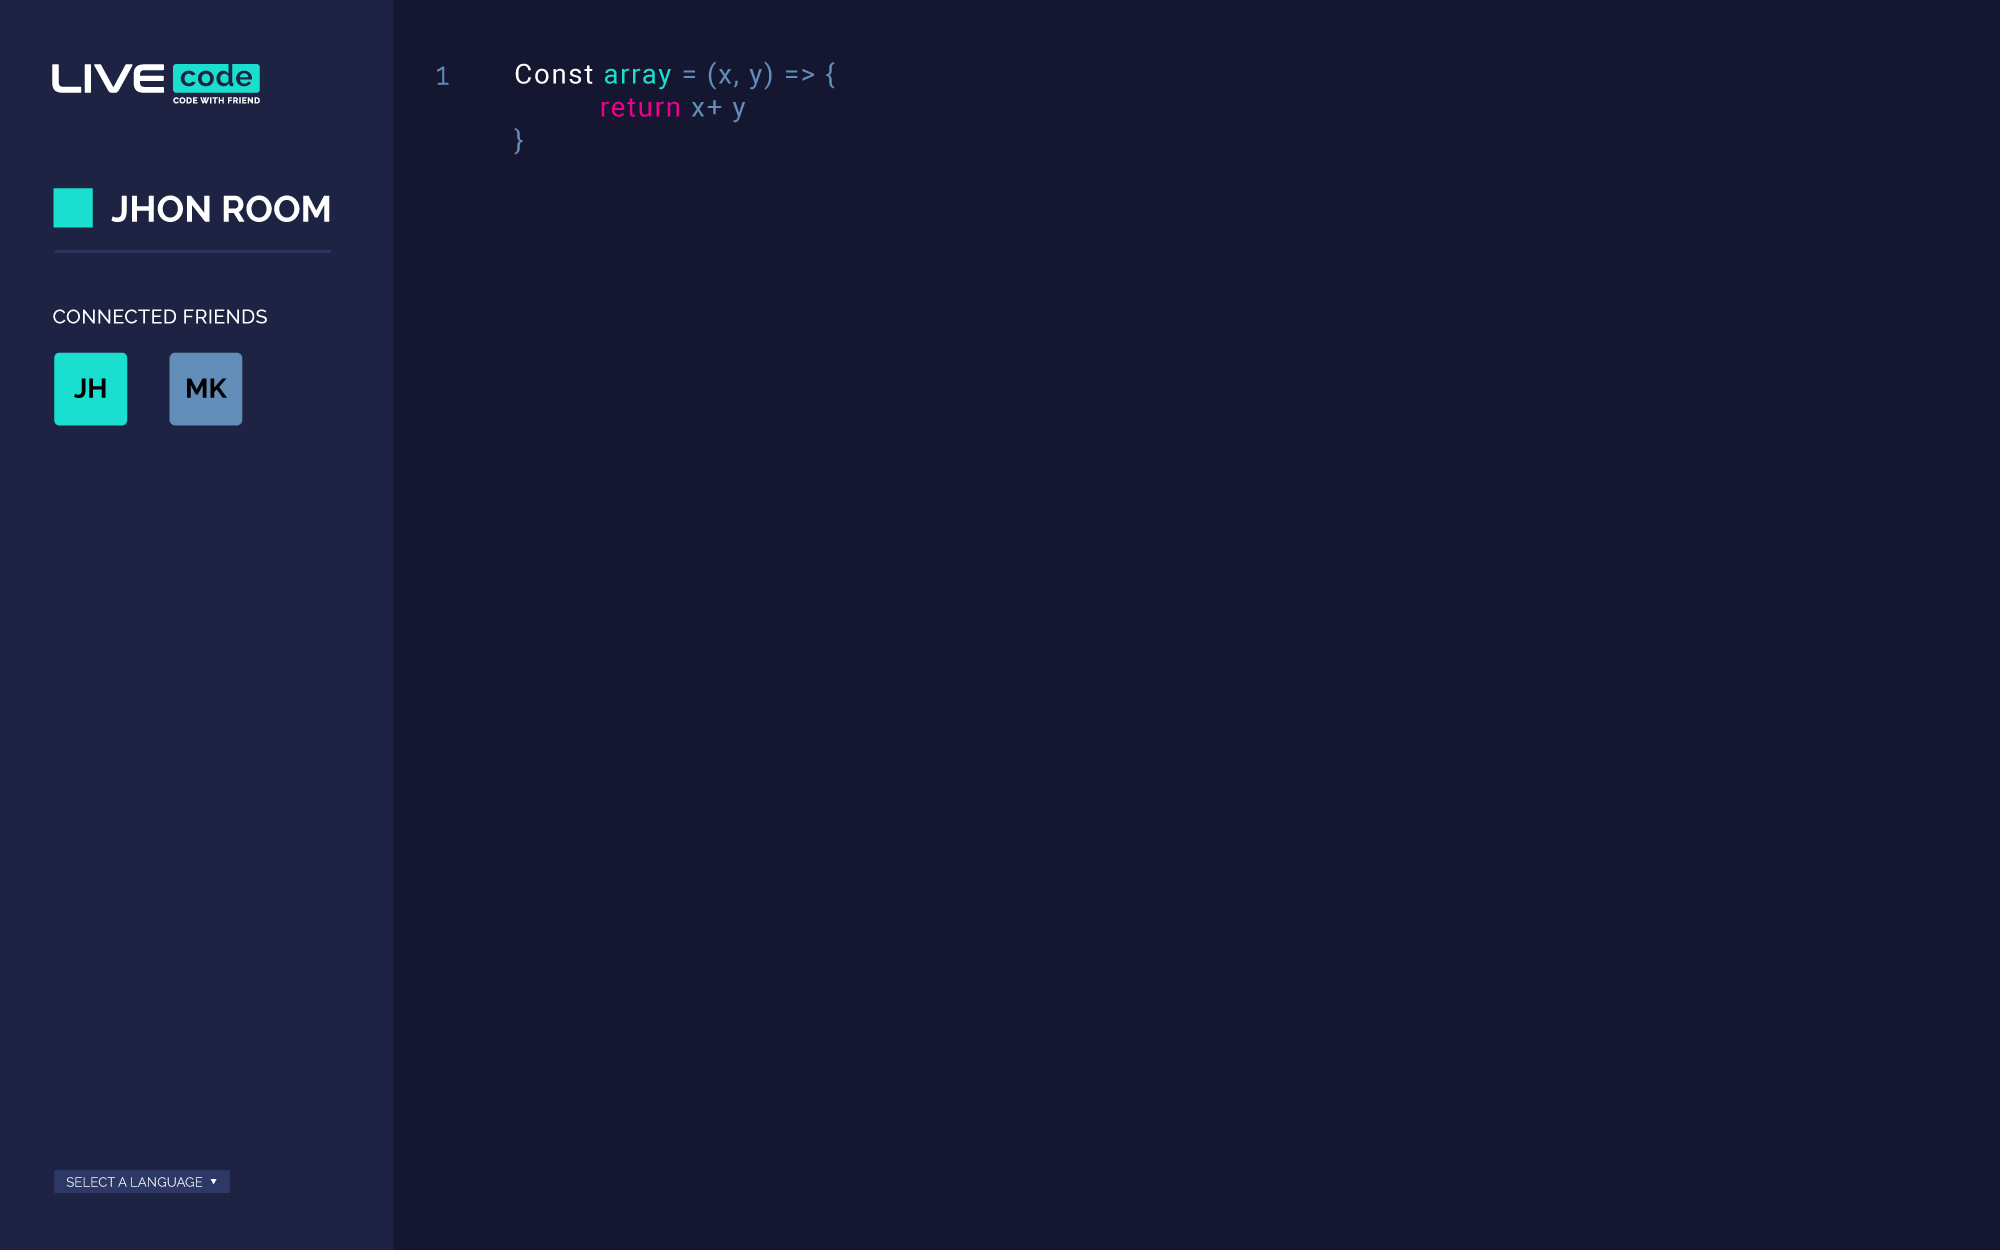 LIVE code
CODE WITH FRIEND
JHON ROOM
CONNECTED FRIENDS
JH MK
SELECT A LANGUAGE ▼
1 Const array = (x, y) => {
return x+ y
}